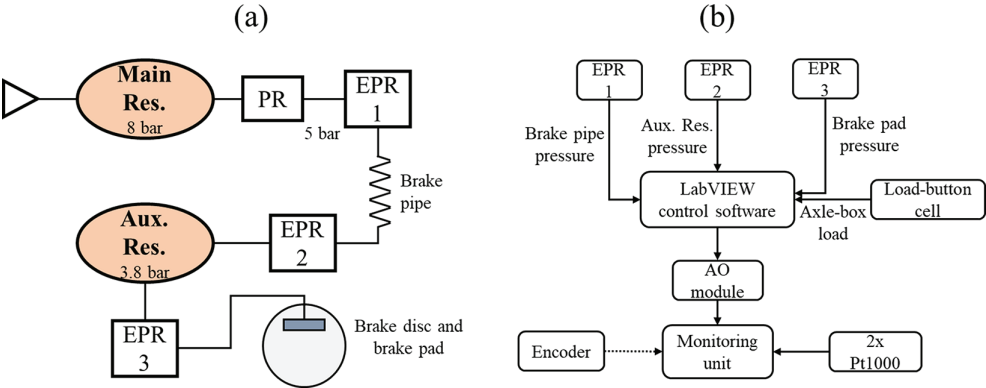 (a)
Main
Res.
8 bar
PR
5 bar
EPR
1
Brake
pipe
Aux.
Res.
3.8 bar
EPR
2
EPR
3
Brake disc and
brake pad
(b)
EPR
1
EPR
2
EPR
3
Brake pipe
pressure
Aux. Res.
pressure
Brake pad
pressure
LabVIEW
control software
Load-button
cell
Axle-box
load
AO
module
Encoder
Monitoring
unit
2x
Pt1000